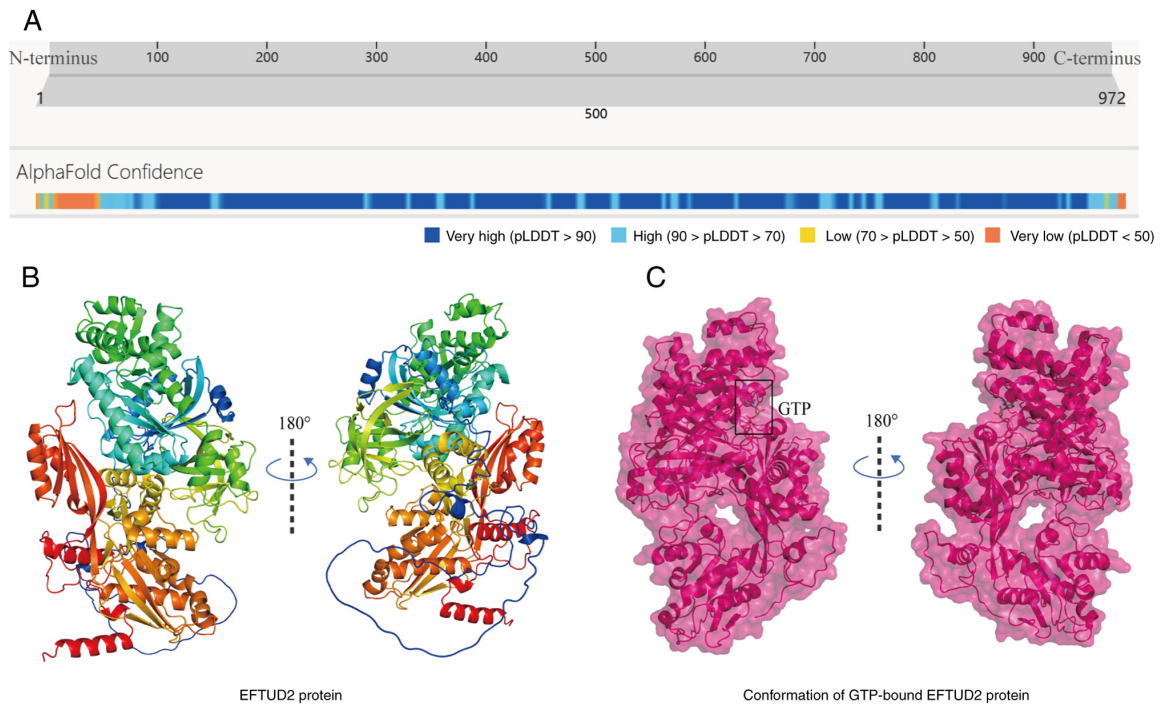 A
N-terminus 100 200 300 400 500 600 700 800 900 C-terminus
1 972
500
AlphaFold Confidence
Very high (pLDDT > 90) High (90 > pLDDT > 70) Low (70 > pLDDT > 50) Very low (pLDDT < 50)
B C
180°
GTP
180°
EFTUD2 protein Conformation of GTP-bound EFTUD2 protein